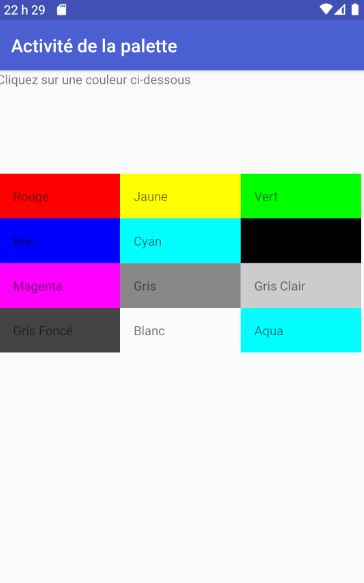 22 h 29
Activité de la palette
Cliquez sur une couleur ci-dessous
Rouge Jaune Vert
Bleu Cyan
Magenta Gris Gris Clair
Gris Foncé Blanc Aqua